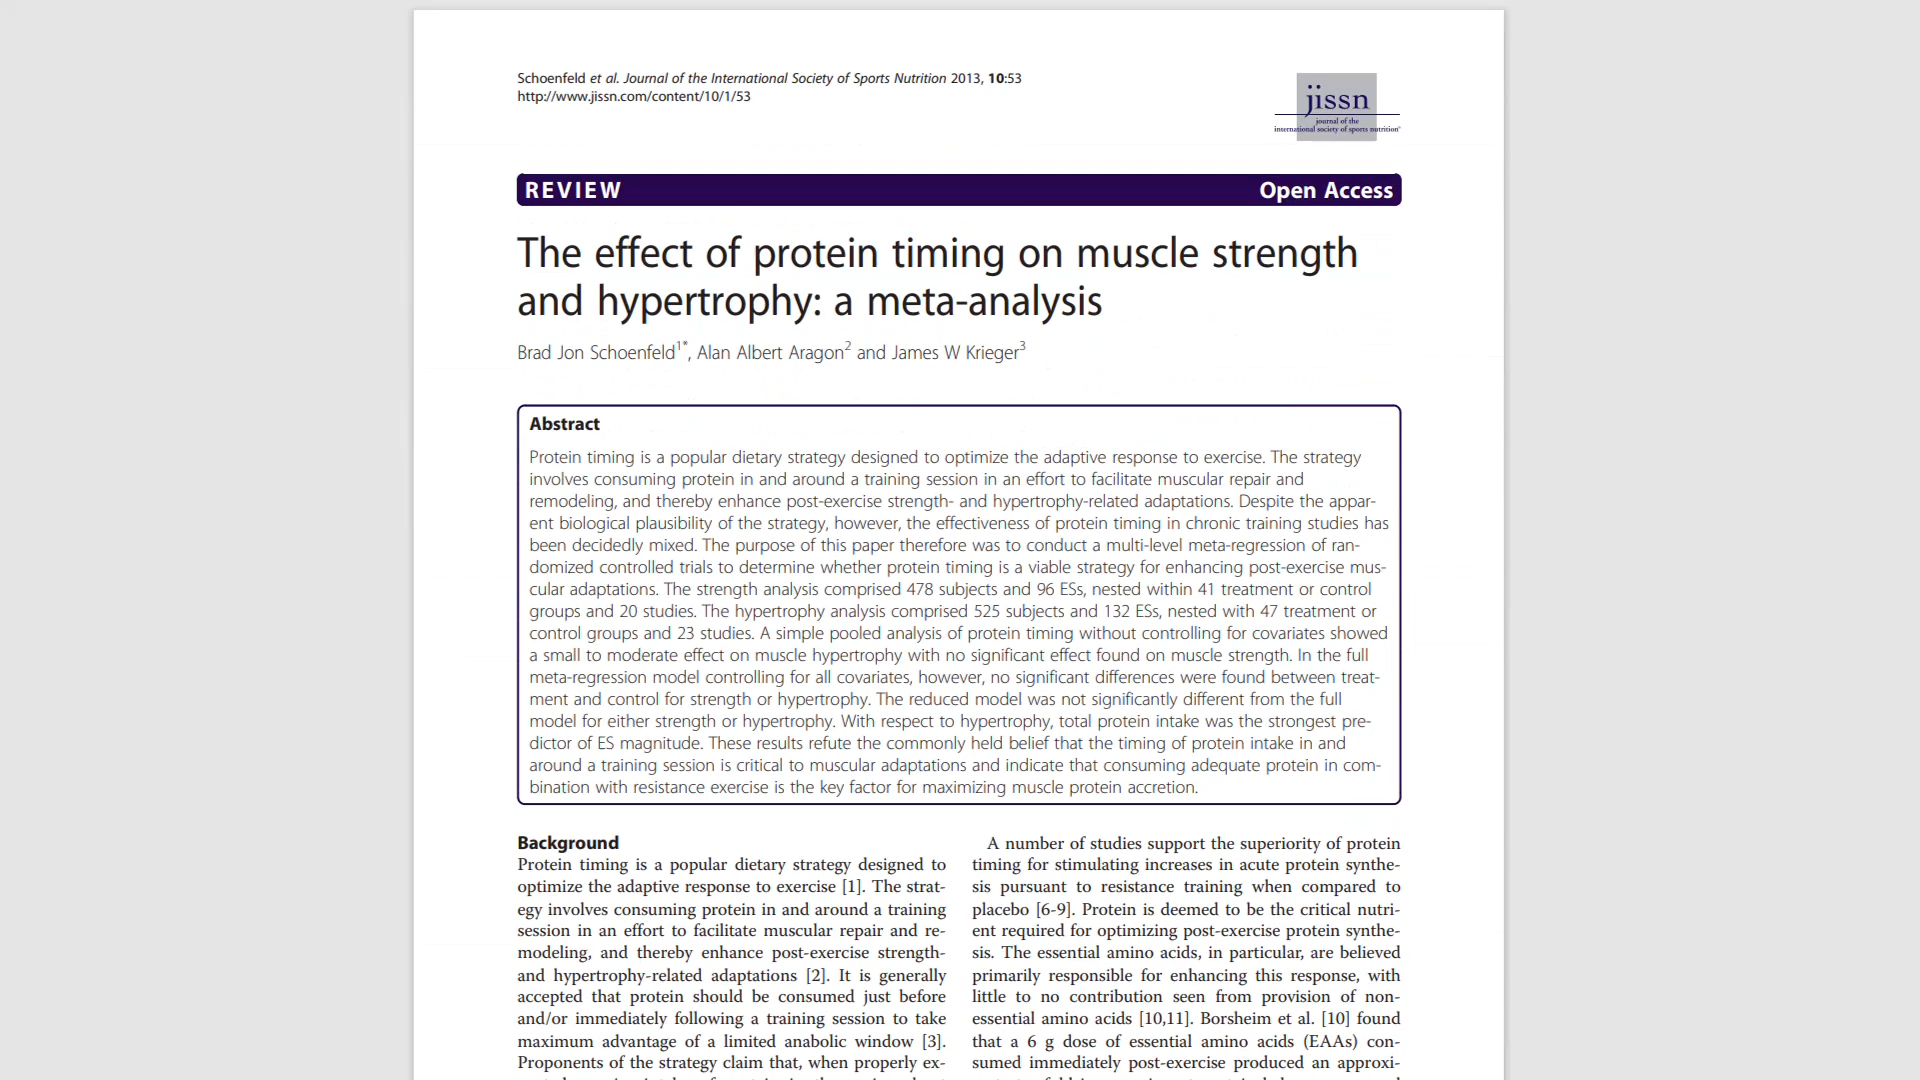 Schoenfeld et al. Journal of the International Society of Sports Nutrition 2013, 10:53
http://www.jissn.com/content/10/1/53
jissn
journal of the
international society of sports nutrition
REVIEW
Open Access
The effect of protein timing on muscle strength
and hypertrophy: a meta-analysis
Brad Jon Schoenfeld1*, Alan Albert Aragon2 and James W Krieger3
Abstract
Protein timing is a popular dietary strategy designed to optimize the adaptive response to exercise. The strategy
involves consuming protein in and around a training session in an effort to facilitate muscular repair and
remodeling, and thereby enhance post-exercise strength- and hypertrophy-related adaptations. Despite the appar-
ent biological plausibility of the strategy, however, the effectiveness of protein timing in chronic training studies has
been decidedly mixed. The purpose of this paper therefore was to conduct a multi-level meta-regression of ran-
domized controlled trials to determine whether protein timing is a viable strategy for enhancing post-exercise mus-
cular adaptations. The strength analysis comprised 478 subjects and 96 ESs, nested within 41 treatment or control
groups and 20 studies. The hypertrophy analysis comprised 525 subjects and 132 ESs, nested with 47 treatment or
control groups and 23 studies. A simple pooled analysis of protein timing without controlling for covariates showed
a small to moderate effect on muscle hypertrophy with no significant effect found on muscle strength. In the full
meta-regression model controlling for all covariates, however, no significant differences were found between treat-
ment and control for strength or hypertrophy. The reduced model was not significantly different from the full
model for either strength or hypertrophy. With respect to hypertrophy, total protein intake was the strongest pre-
dictor of ES magnitude. These results refute the commonly held belief that the timing of protein intake in and
around a training session is critical to muscular adaptations and indicate that consuming adequate protein in com-
bination with resistance exercise is the key factor for maximizing muscle protein accretion.
Background
Protein timing is a popular dietary strategy designed to
optimize the adaptive response to exercise [1]. The strat-
egy involves consuming protein in and around a training
session in an effort to facilitate muscular repair and re-
modeling, and thereby enhance post-exercise strength-
and hypertrophy-related adaptations [2]. It is generally
accepted that protein should be consumed just before
and/or immediately following a training session to take
maximum advantage of a limited anabolic window [3].
Proponents of the strategy claim that, when properly ex-
A number of studies support the superiority of protein
timing for stimulating increases in acute protein synthe-
sis pursuant to resistance training when compared to
placebo [6-9]. Protein is deemed to be the critical nutri-
ent required for optimizing post-exercise protein synthe-
sis. The essential amino acids, in particular, are believed
primarily responsible for enhancing this response, with
little to no contribution seen from provision of non-
essential amino acids [10,11]. Borsheim et al. [10] found
that a 6 g dose of essential amino acids (EAAs) con-
sumed immediately post-exercise produced an approxi-